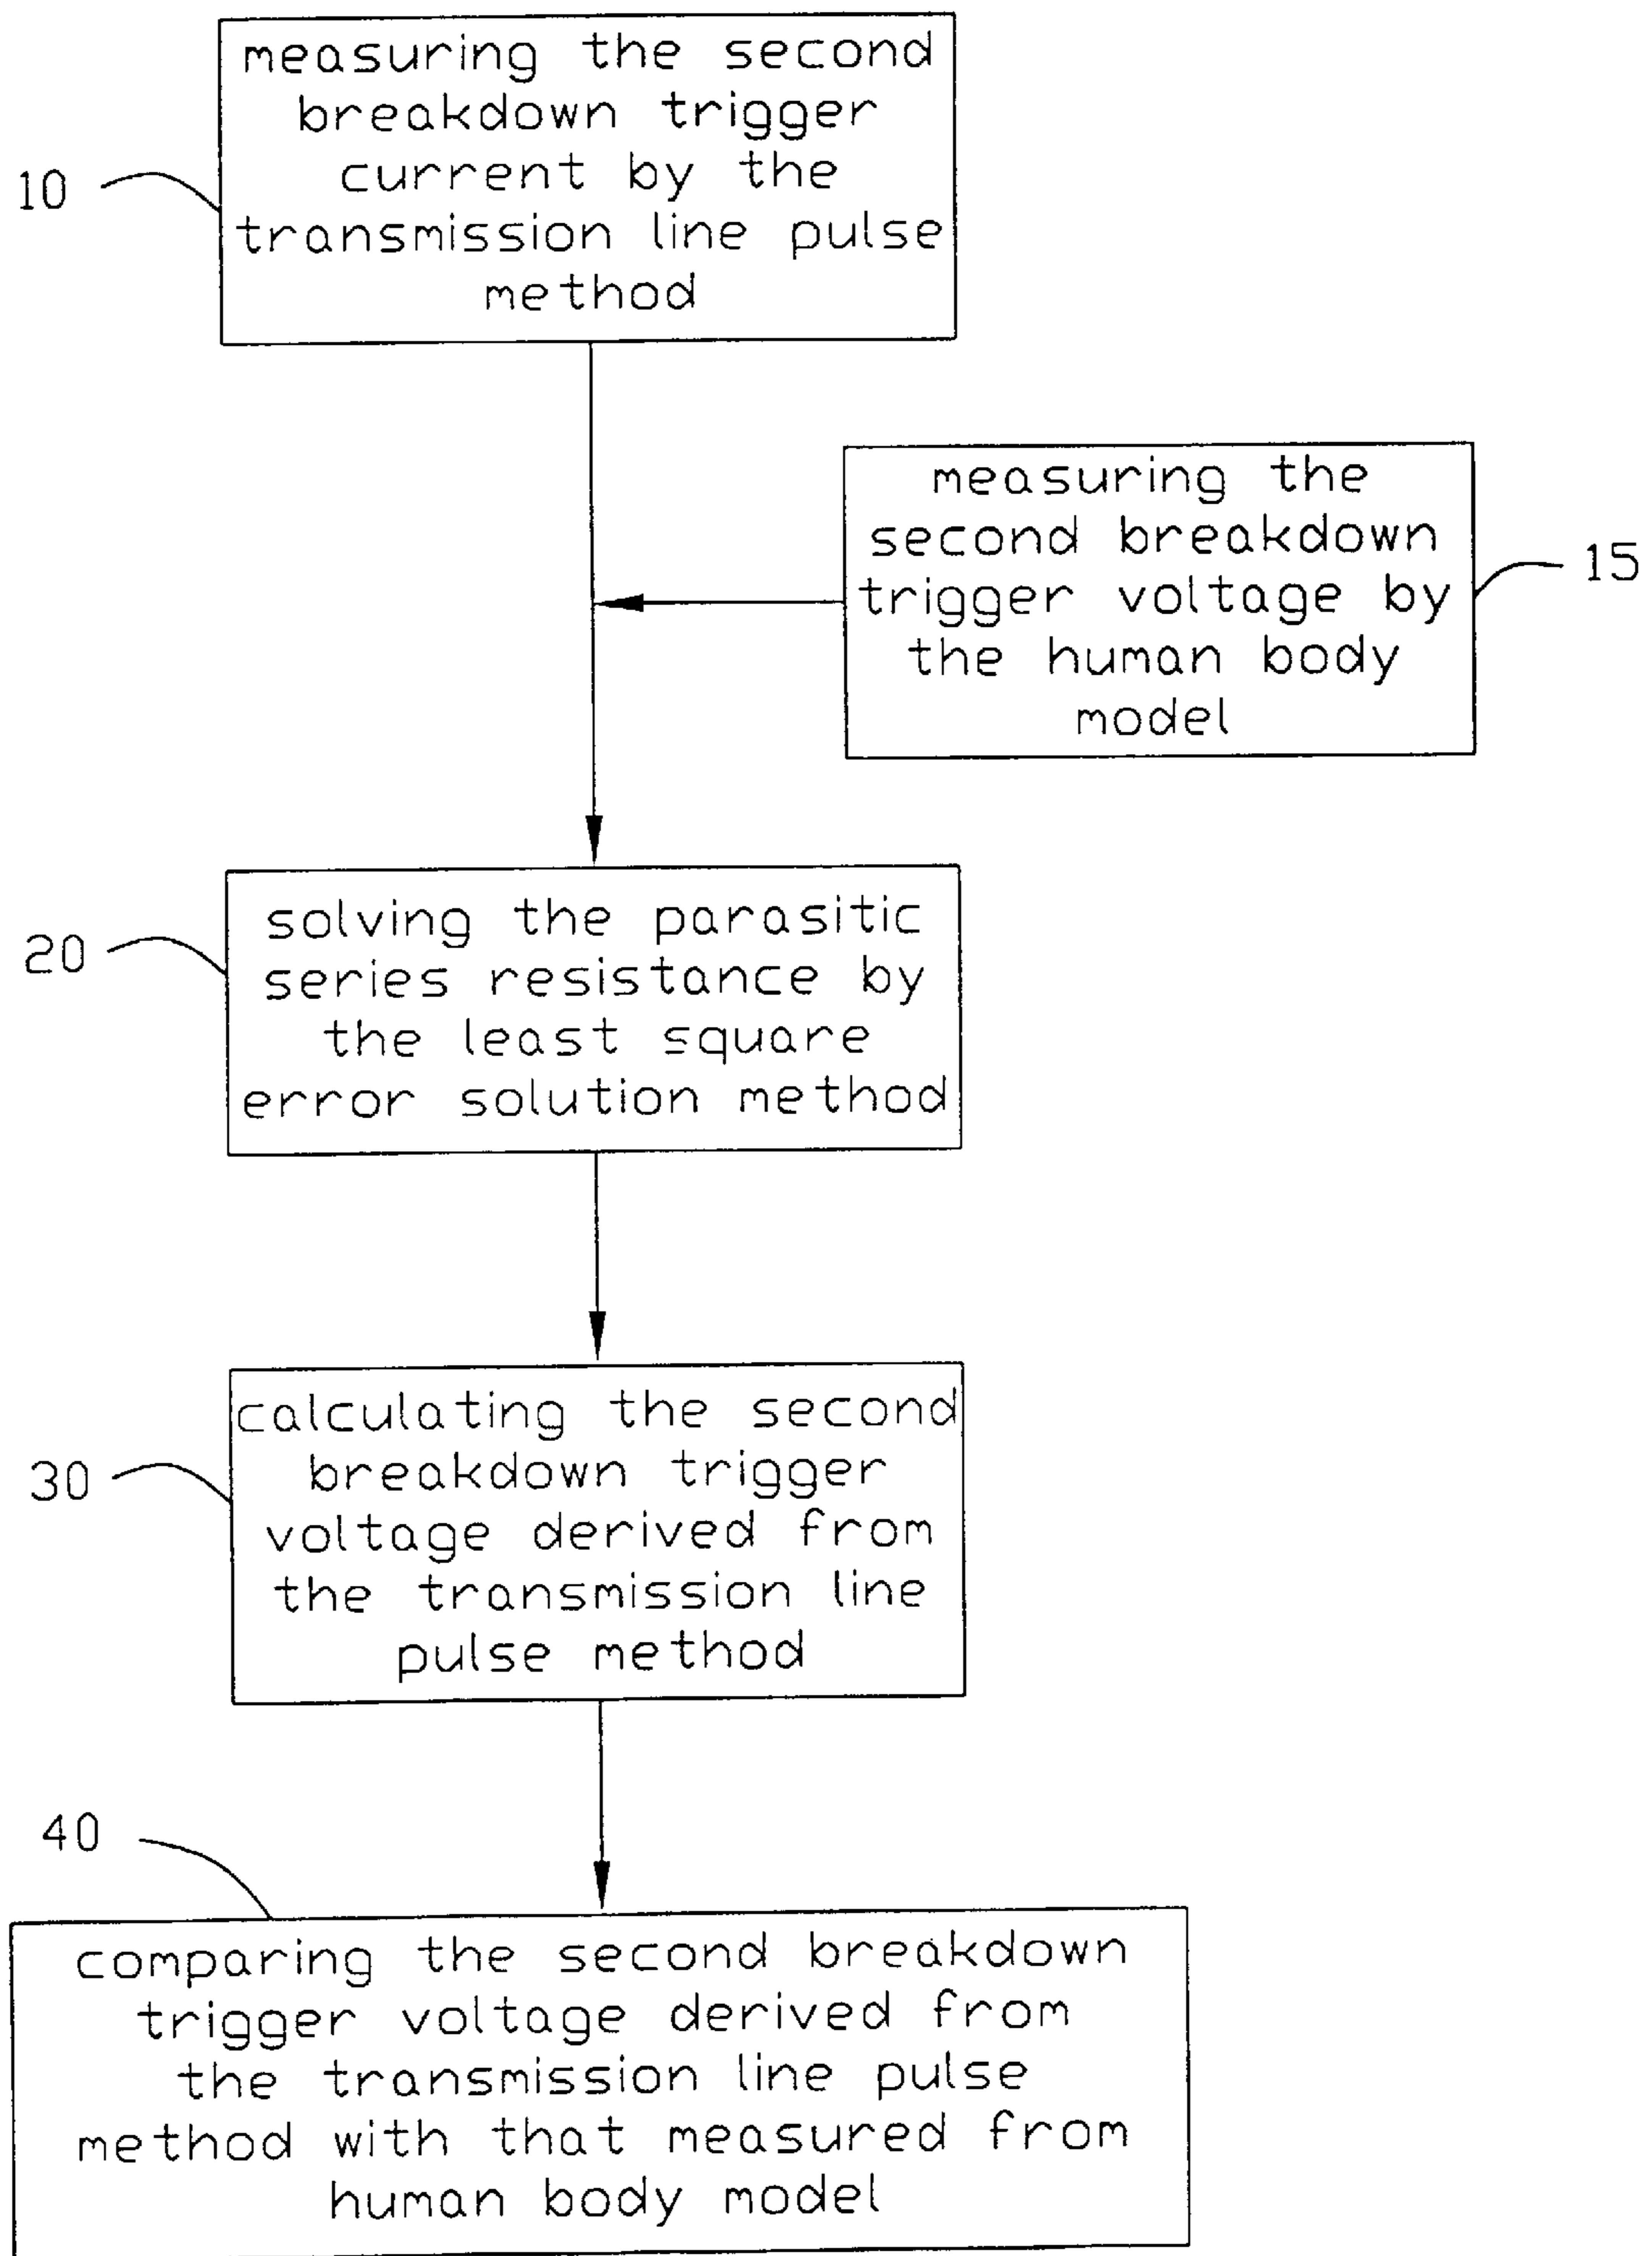 measuring the second
breakdown trigger
current by the
transmission line pulse
method
10
measuring the
second breakdown
trigger voltage by
the human body
model
15
solving the parasitic
series resistance by
the least square
error solution method
20
calculating the second
breakdown trigger
voltage derived from
the transmission line
pulse method
30
40
comparing the second breakdown
trigger voltage derived from
the transmission line pulse
method with that measured from
human body model